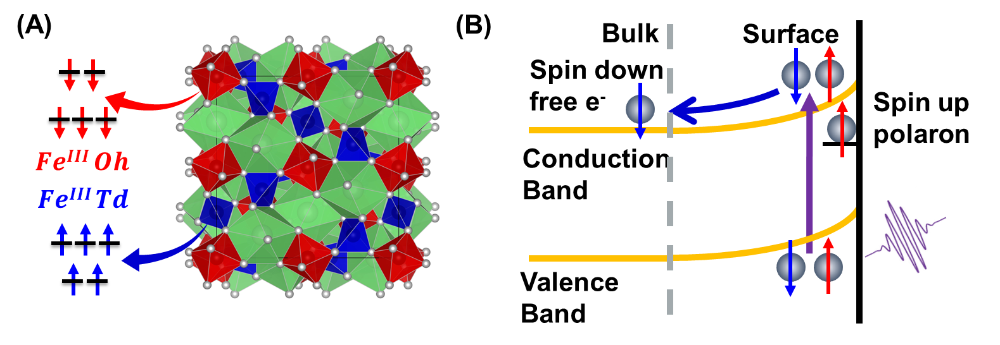 (A)
Fe^III Oh
Fe^III Td
(B)
Bulk
Surface
Spin down
free e-
Spin up
polaron
Conduction
Band
Valence
Band